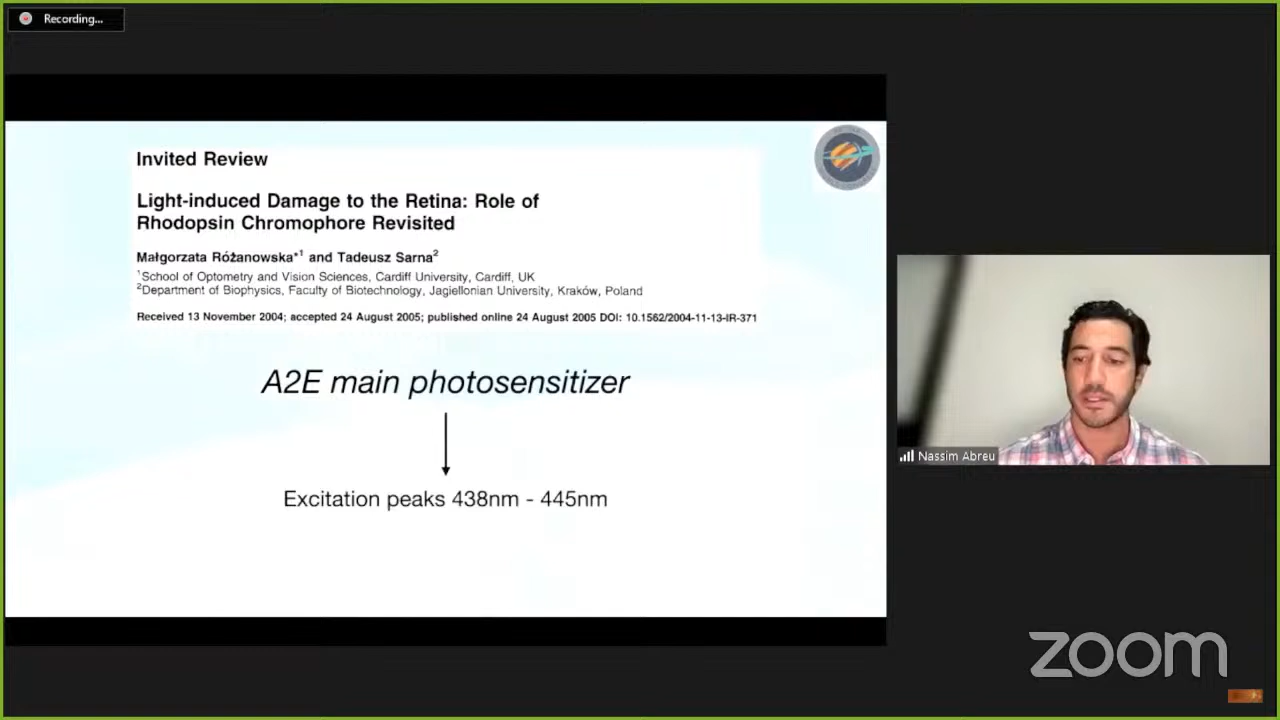 Recording...
Invited Review
Light-induced Damage to the Retina: Role of
Rhodopsin Chromophore Revisited
Małgorzata Różanowska*1 and Tadeusz Sarna2
1School of Optometry and Vision Sciences, Cardiff University, Cardiff, UK
2Department of Biophysics, Faculty of Biotechnology, Jagiellonian University, Kraków, Poland
Received 13 November 2004; accepted 24 August 2005; published online 24 August 2005 DOI: 10.1562/2004-11-13-IR-371
A2E main photosensitizer
Excitation peaks 438nm - 445nm
Nassim Abreu
zoom